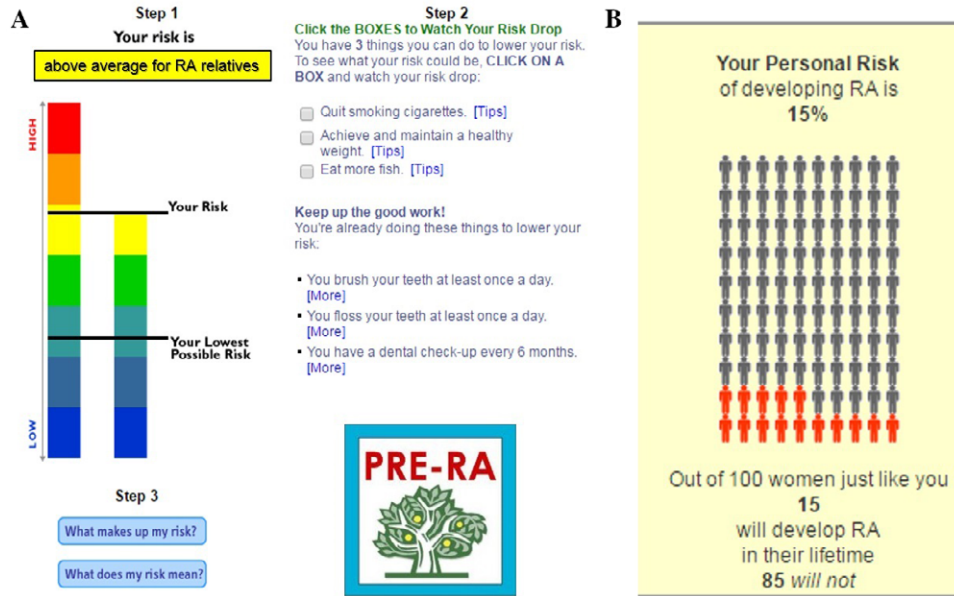 A
Step 1
Your risk is
above average for RA relatives
HIGH
Your Risk
Your Lowest
Possible Risk
LOW
Step 3
What makes up my risk?
What does my risk mean?
Step 2
Click the BOXES to Watch Your Risk Drop
You have 3 things you can do to lower your risk.
To see what your risk could be, CLICK ON A
BOX and watch your risk drop:
Quit smoking cigarettes. [Tips]
Achieve and maintain a healthy
weight. [Tips]
Eat more fish. [Tips]
Keep up the good work!
You're already doing these things to lower your
risk:
▪ You brush your teeth at least once a day.
[More]
▪ You floss your teeth at least once a day.
[More]
▪ You have a dental check-up every 6 months.
[More]
PRE-RA
B
Your Personal Risk
of developing RA is
15%
Out of 100 women just like you
15
will develop RA
in their lifetime
85 will not